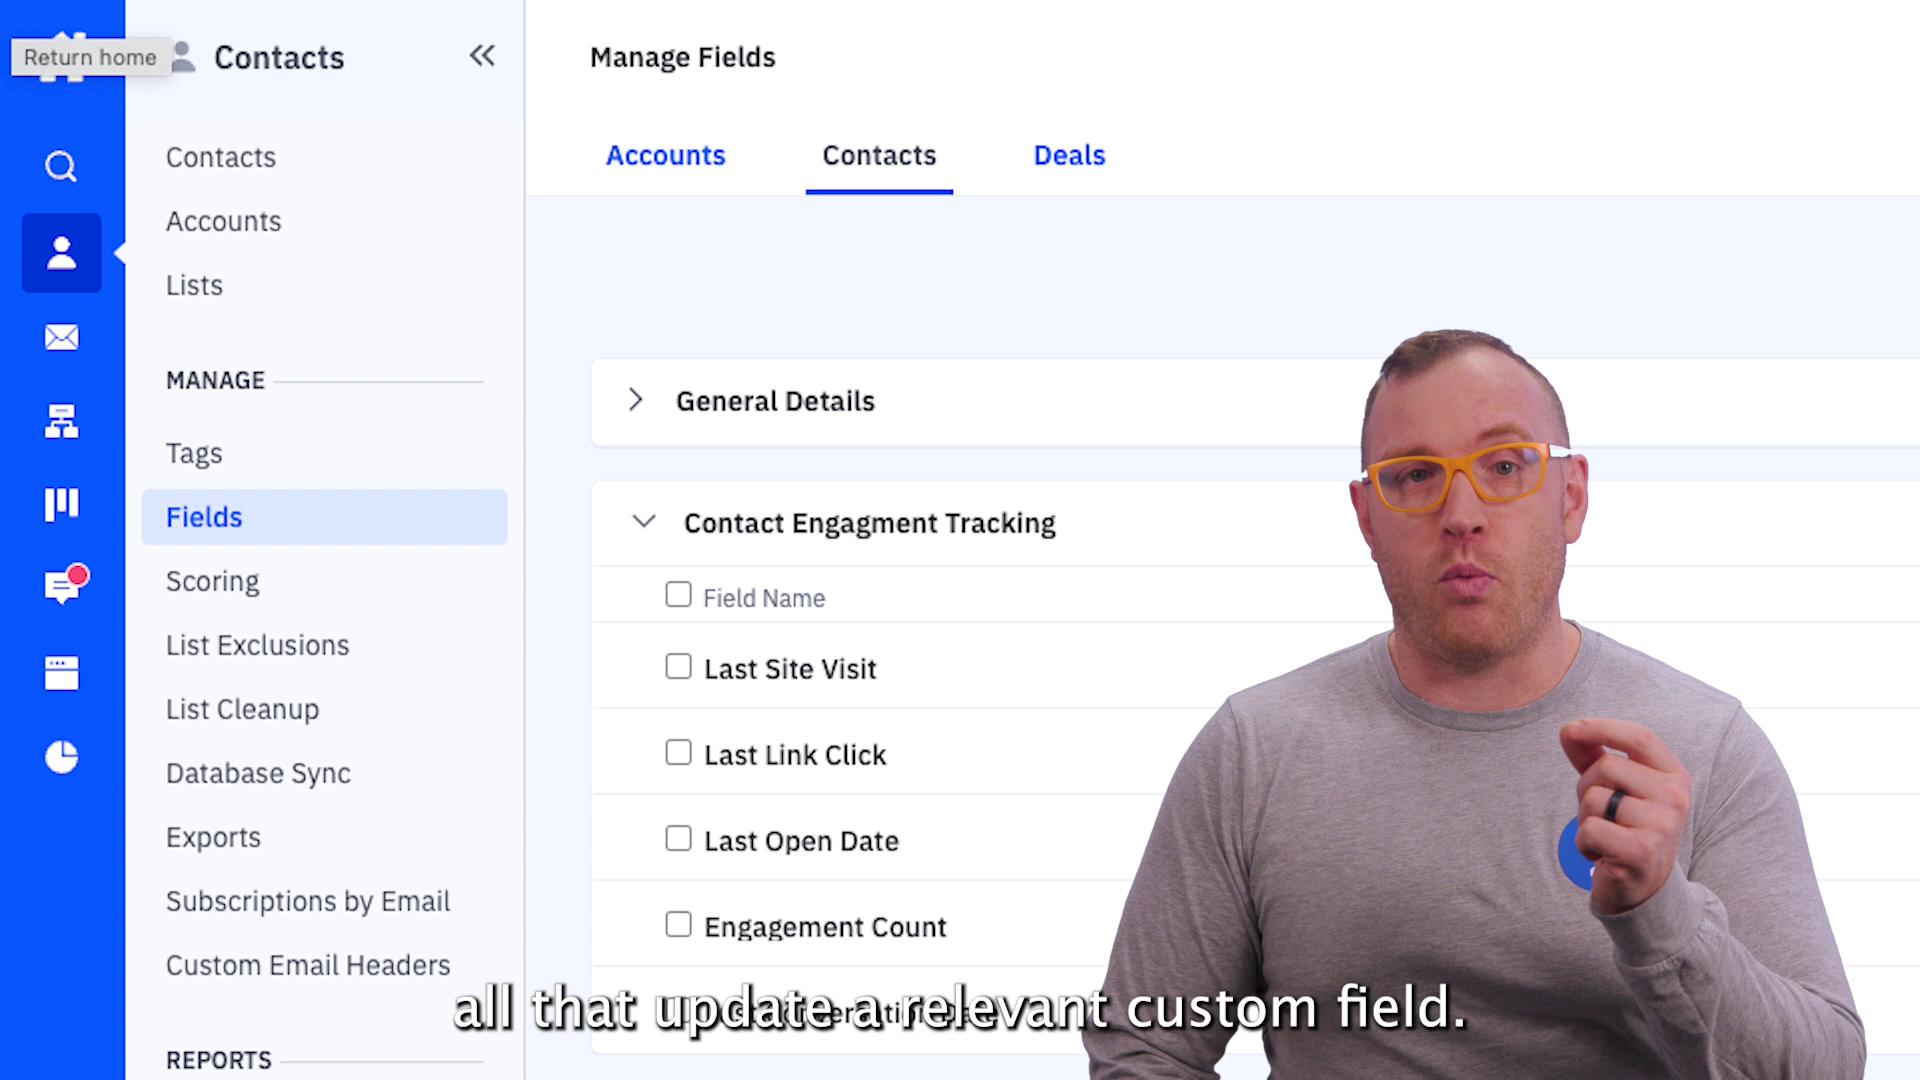 Return home
Contacts
Contacts
Accounts
Lists
MANAGE
Tags
Fields
Scoring
List Exclusions
List Cleanup
Database Sync
Exports
Subscriptions by Email
Custom Email Headers
REPORTS
Manage Fields
Accounts Contacts Deals
General Details
Contact Engagment Tracking
Field Name
Last Site Visit
Last Link Click
Last Open Date
Engagement Count
all that update a relevant custom field.